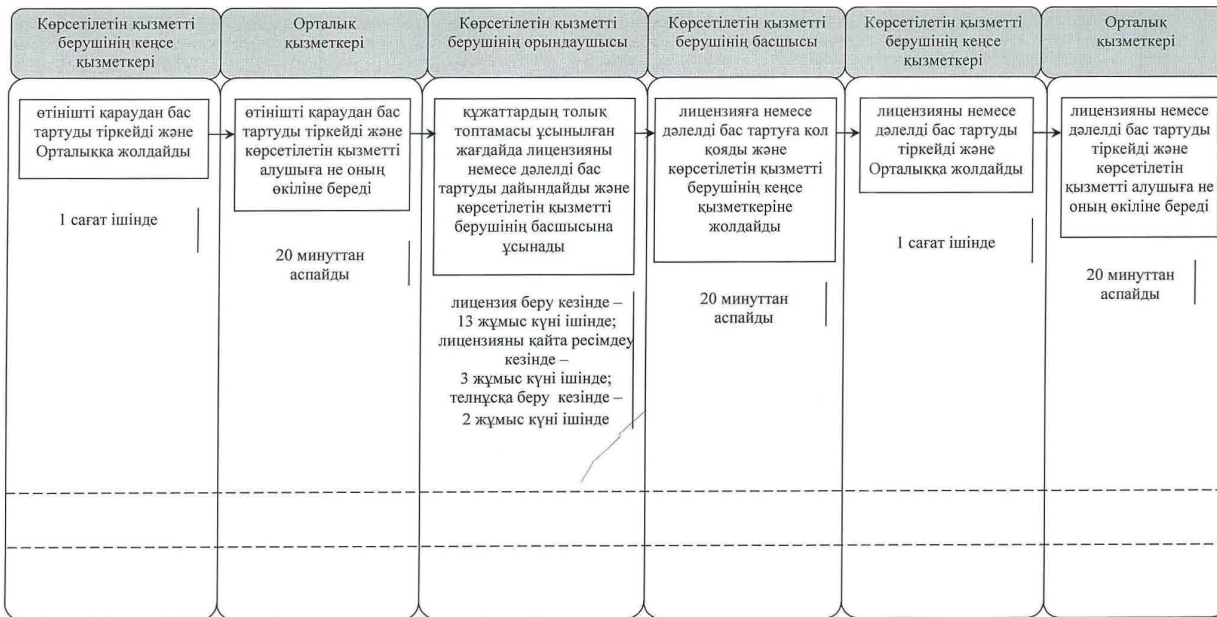 Көрсетілетін қызметті
берушінің кеңсе
қызметкері
Орталық
қызметкері
Көрсетілетін қызметті
берушінің орындаушысы
Көрсетілетін қызметті
берушінің басшысы
Көрсетілетін қызметті
берушінің кеңсе
қызметкері
Орталық
қызметкері
өтінішті қараудан бас
тартуды тіркейді және
Орталыққа жолдайды
1 сағат ішінде
өтінішті қараудан бас
тартуды тіркейді және
көрсетілетін қызметті
алушыға не оның
өкіліне береді
20 минуттан
аспайды
құжаттардың толық
топтамасы ұсынылған
жағдайда лицензияны
немесе дәлелді бас
тартуды дайындайды және
көрсетілетін қызметті
берушінің басшысына
ұсынады
лицензия беру кезінде –
13 жұмыс күні ішінде;
лицензияны қайта ресімдеу
кезінде –
3 жұмыс күні ішінде;
телнұсқа беру кезінде –
2 жұмыс күні ішінде
лицензияға немесе
дәлелді бас тартуға қол
қояды және
көрсетілетін қызметті
берушінің кеңсе
қызметкеріне
жолдайды
20 минуттан
аспайды
лицензияны немесе
дәлелді бас тартуды
тіркейді және
Орталыққа жолдайды
1 сағат ішінде
лицензияны немесе
дәлелді бас тартуды
тіркейді және
көрсетілетін
қызметті алушыға не
оның өкіліне береді
20 минуттан
аспайды